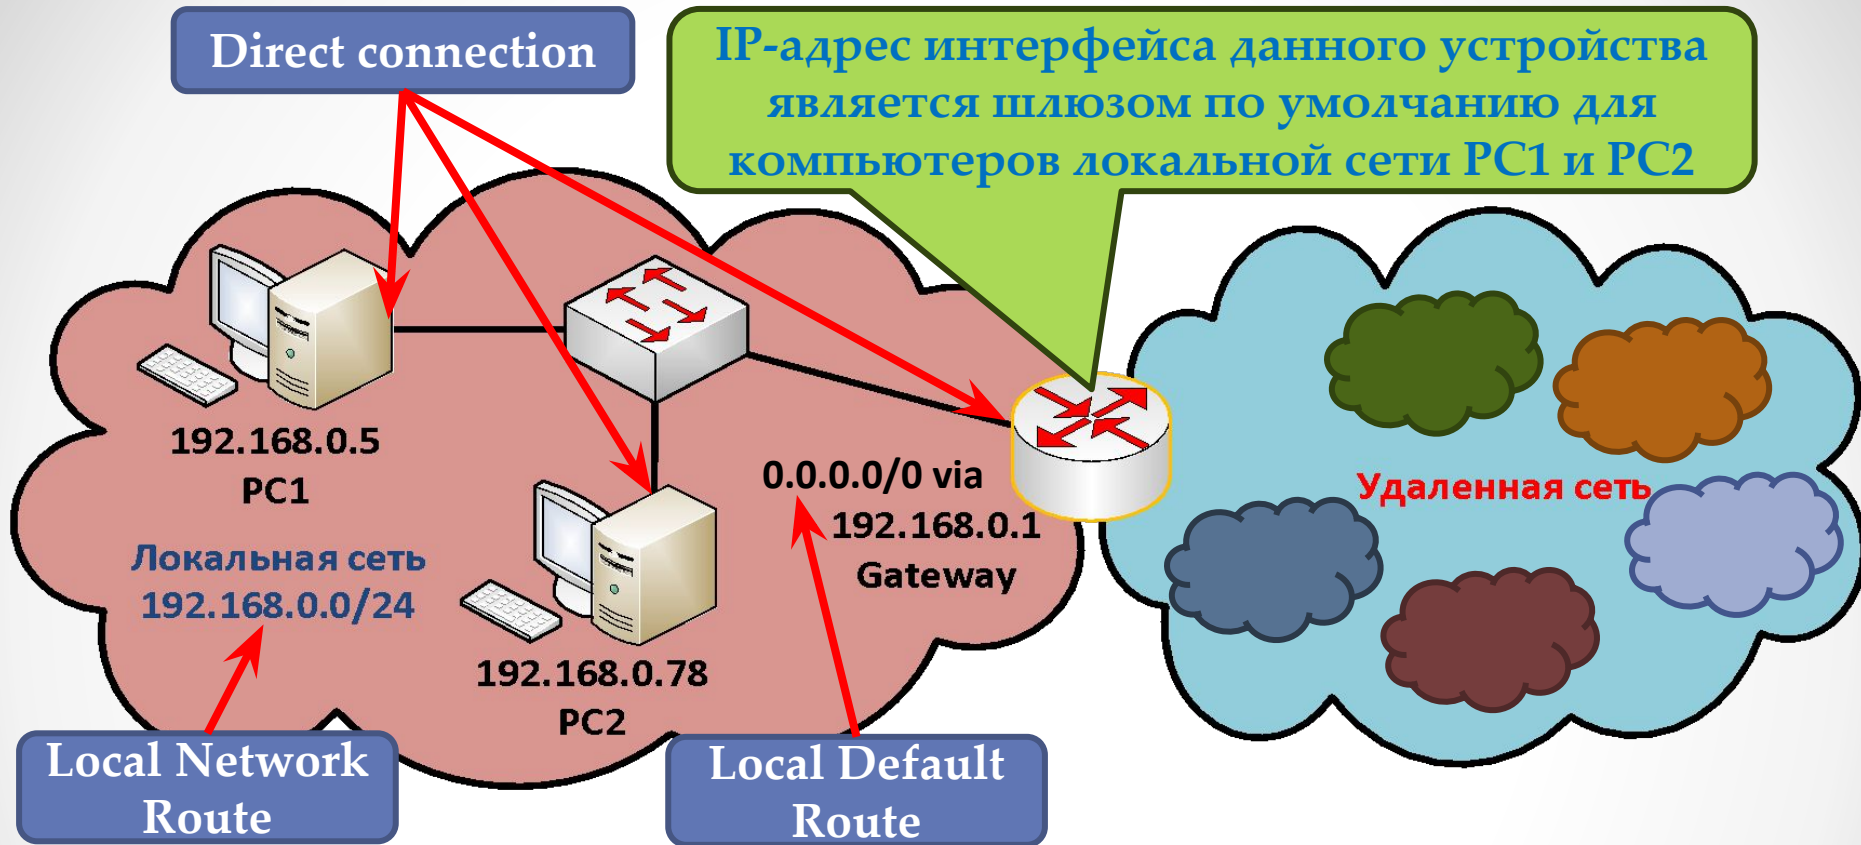 Direct connection
IP-адрес интерфейса данного устройства
является шлюзом по умолчанию для
компьютеров локальной сети PC1 и PC2
192.168.0.5
PC1
Локальная сеть
192.168.0.0/24
192.168.0.78
PC2
0.0.0.0/0 via
192.168.0.1
Gateway
Удаленная сеть
Local Network
Route
Local Default
Route